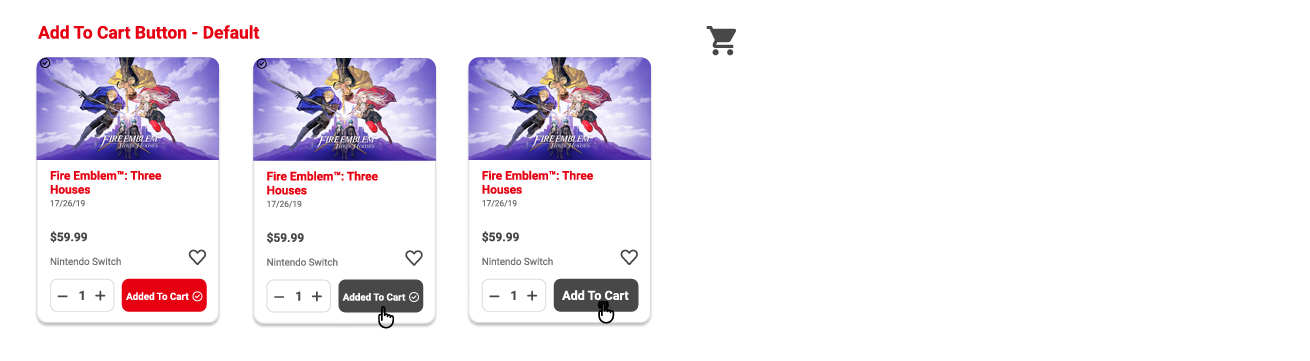 Add To Cart Button - Default
FIRE EMBLEM
THREE HOUSES
Fire Emblem™: Three
Houses
17/26/19
$59.99
Nintendo Switch
− 1 +
Added To Cart
FIRE EMBLEM
THREE HOUSES
Fire Emblem™: Three
Houses
17/26/19
$59.99
Nintendo Switch
− 1 +
Added To Cart
FIRE EMBLEM
THREE HOUSES
Fire Emblem™: Three
Houses
17/26/19
$59.99
Nintendo Switch
− 1 +
Add To Cart